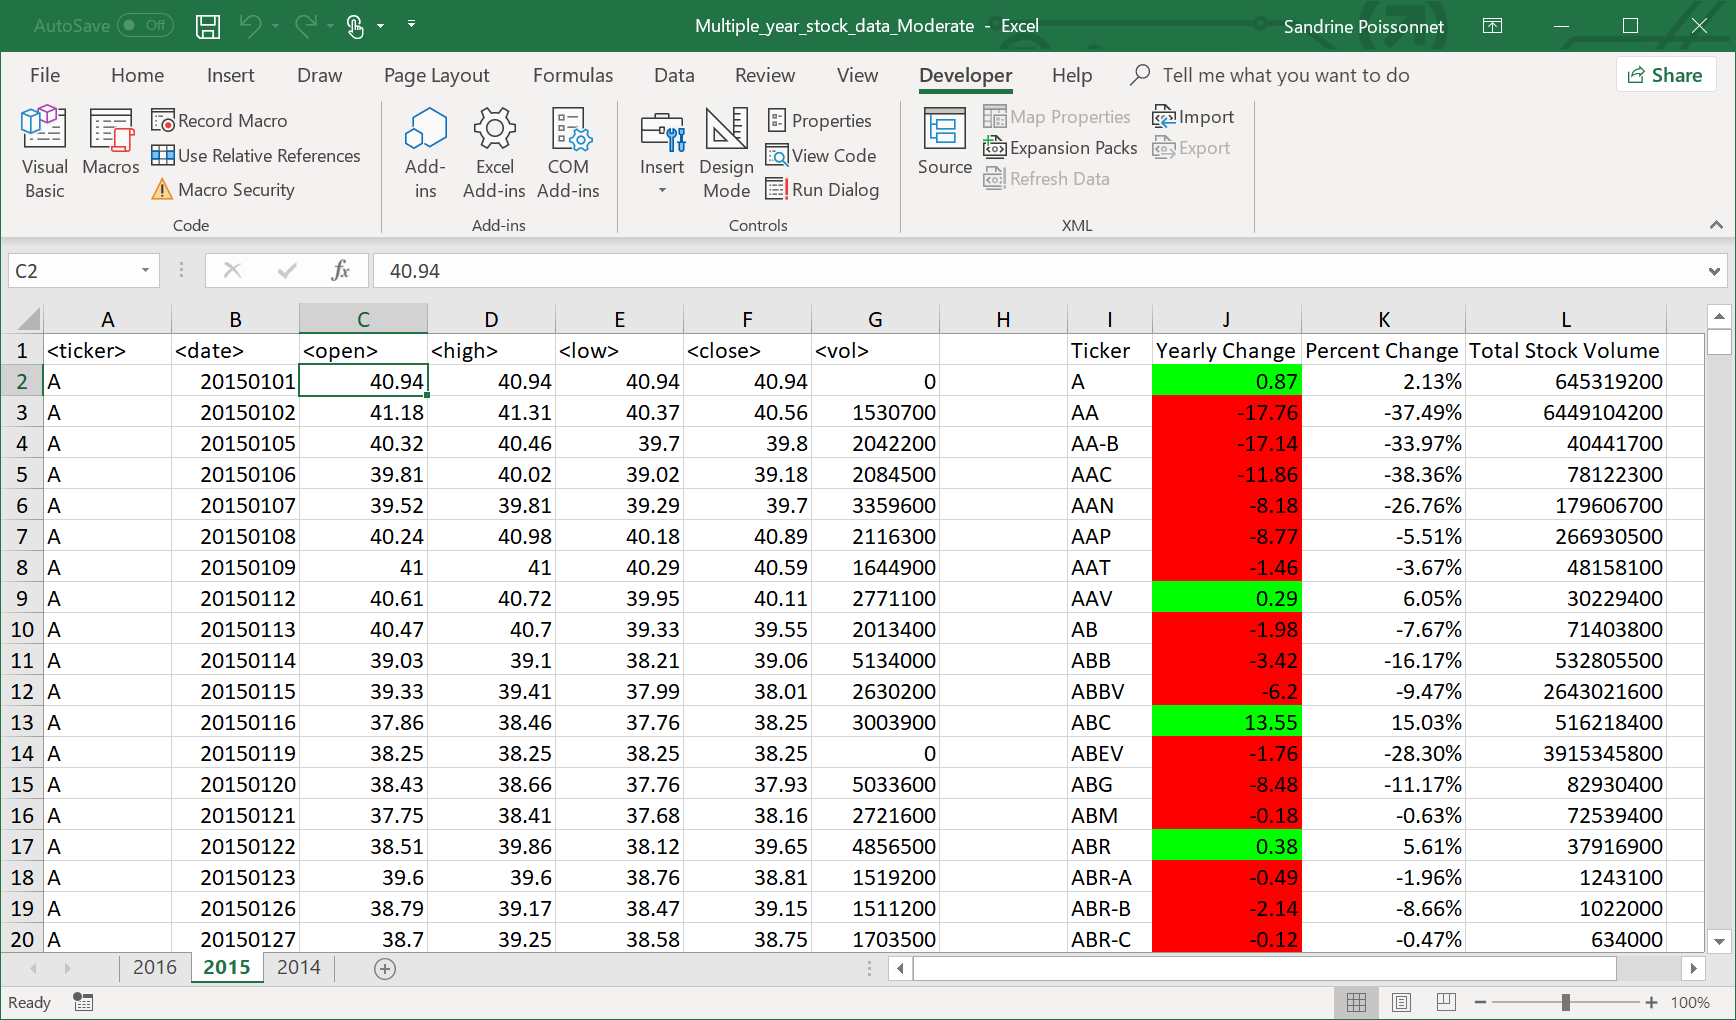 AutoSave Off Multiple_year_stock_data_Moderate - Excel Sandrine Poissonnet
File Home Insert Draw Page Layout Formulas Data Review View Developer Help Tell me what you want to do Share
Visual Basic
Macros
Record Macro
Use Relative References
Macro Security
Code
Add-ins
Excel Add-ins
COM Add-ins
Add-ins
Insert
Design Mode
Properties
View Code
Run Dialog
Controls
Source
Map Properties
Expansion Packs
Refresh Data
Import
Export
XML
C2 fx 40.94
A B C D E F G H I J K L
1 <ticker> <date> <open> <high> <low> <close> <vol> Ticker Yearly Change Percent Change Total Stock Volume
2 A 20150101 40.94 40.94 40.94 40.94 0 A 0.87 2.13% 645319200
3 A 20150102 41.18 41.31 40.37 40.56 1530700 AA -17.76 -37.49% 6449104200
4 A 20150105 40.32 40.46 39.7 39.8 2042200 AA-B -17.14 -33.97% 40441700
5 A 20150106 39.81 40.02 39.02 39.18 2084500 AAC -11.86 -38.36% 78122300
6 A 20150107 39.52 39.81 39.29 39.7 3359600 AAN -8.18 -26.76% 179606700
7 A 20150108 40.24 40.98 40.18 40.89 2116300 AAP -8.77 -5.51% 266930500
8 A 20150109 41 41 40.29 40.59 1644900 AAT -1.46 -3.67% 48158100
9 A 20150112 40.61 40.72 39.95 40.11 2771100 AAV 0.29 6.05% 30229400
10 A 20150113 40.47 40.7 39.33 39.55 2013400 AB -1.98 -7.67% 71403800
11 A 20150114 39.03 39.1 38.21 39.06 5134000 ABB -3.42 -16.17% 532805500
12 A 20150115 39.33 39.41 37.99 38.01 2630200 ABBV -6.2 -9.47% 2643021600
13 A 20150116 37.86 38.46 37.76 38.25 3003900 ABC 13.55 15.03% 516218400
14 A 20150119 38.25 38.25 38.25 38.25 0 ABEV -1.76 -28.30% 3915345800
15 A 20150120 38.43 38.66 37.76 37.93 5033600 ABG -8.48 -11.17% 82930400
16 A 20150121 37.75 38.41 37.68 38.16 2721600 ABM -0.18 -0.63% 72539400
17 A 20150122 38.51 39.86 38.12 39.65 4856500 ABR 0.38 5.61% 37916900
18 A 20150123 39.6 39.6 38.76 38.81 1519200 ABR-A -0.49 -1.96% 1243100
19 A 20150126 38.79 39.17 38.47 39.15 1511200 ABR-B -2.14 -8.66% 1022000
20 A 20150127 38.7 39.25 38.58 38.75 1703500 ABR-C -0.12 -0.47% 634000
2016 2015 2014
Ready 100%